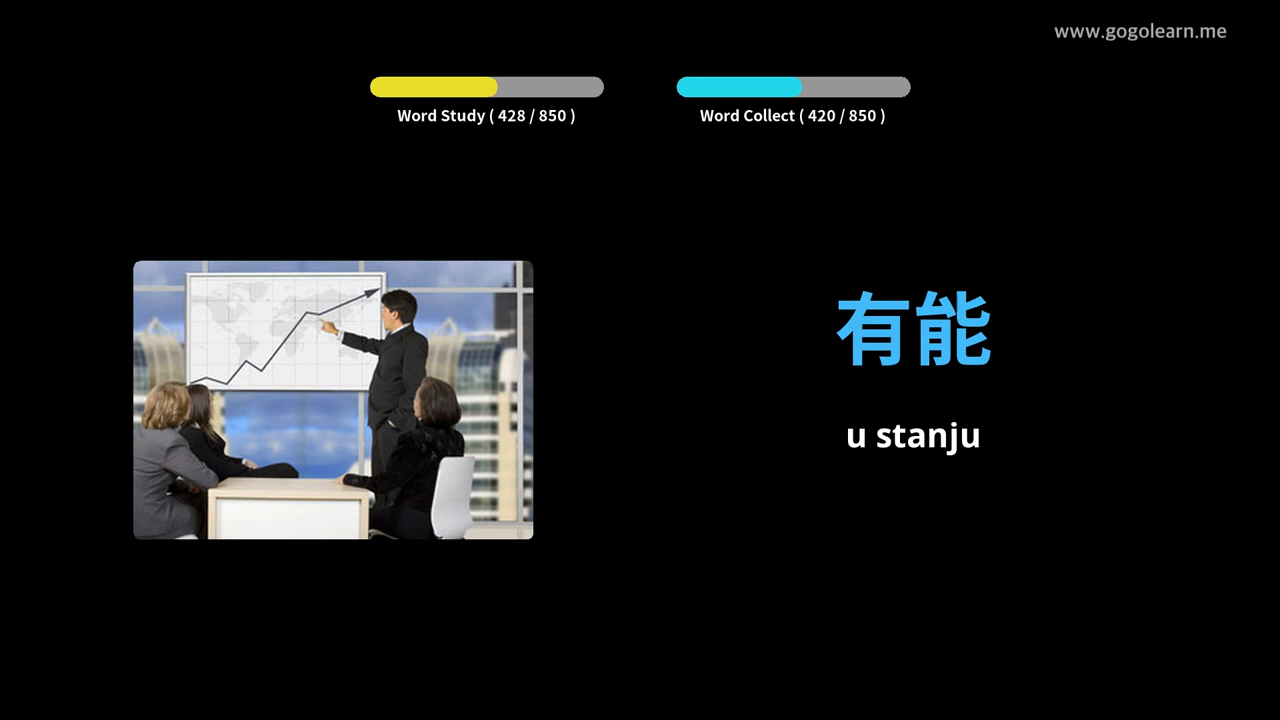 www.gogolearn.me
Word Study ( 428 / 850 )
Word Collect ( 420 / 850 )
有能
u stanju